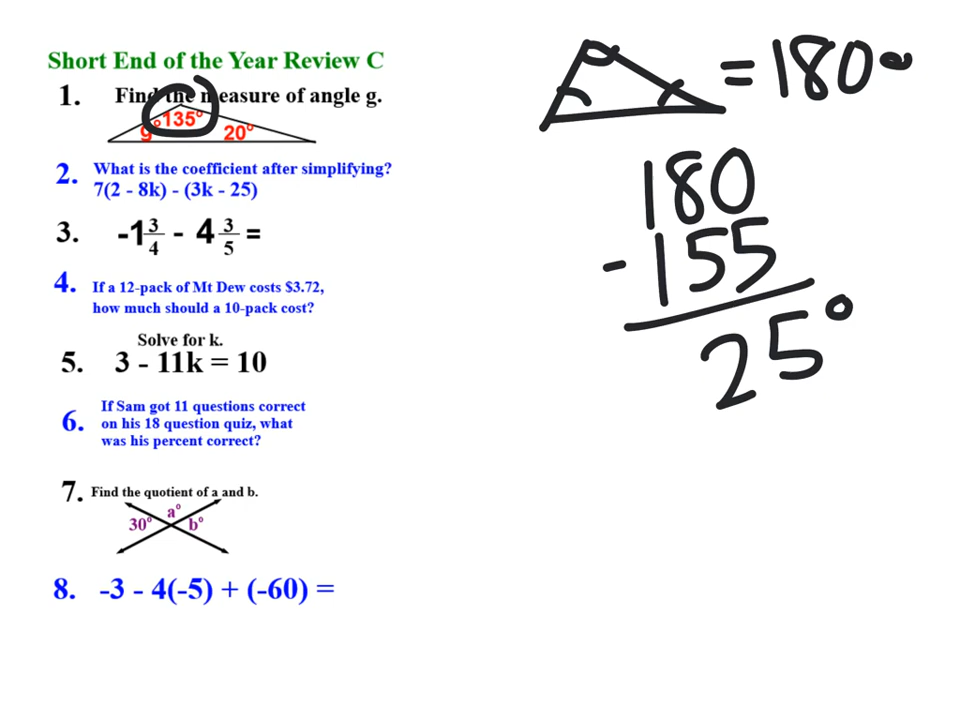 Short End of the Year Review C
1. Find the measure of angle g.
g° 135° 20°
2. What is the coefficient after simplifying?
7(2 - 8k) - (3k - 25)
3. -1 3/4 - 4 3/5 =
4. If a 12-pack of Mt Dew costs $3.72,
how much should a 10-pack cost?
Solve for k.
5. 3 - 11k = 10
If Sam got 11 questions correct
6. on his 18 question quiz, what
was his percent correct?
7. Find the quotient of a and b.
30° a° b°
8. -3 - 4(-5) + (-60) =
= 180°
180
-155
25°